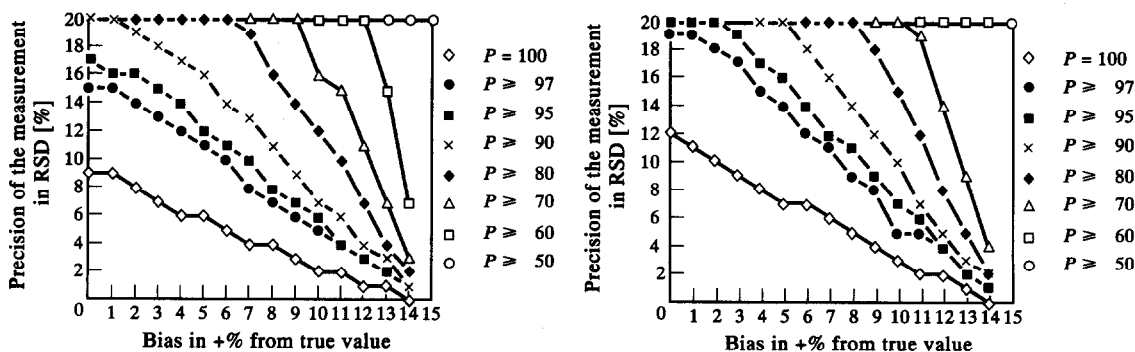 Precision of the measurement
in RSD [%]
20
18
16
14
12
10
8
6
4
2
0
1 2 3 4 5 6 7 8 9 10 11 12 13 14 15
Bias in +% from true value
P = 100
P ≥ 97
P ≥ 95
P ≥ 90
P ≥ 80
P ≥ 70
P ≥ 60
P ≥ 50
Precision of the measurement
in RSD [%]
20
18
16
14
12
10
8
6
4
2
0 1 2 3 4 5 6 7 8 9 10 11 12 13 14 15
Bias in +% from true value
P = 100
P ≥ 97
P ≥ 95
P ≥ 90
P ≥ 80
P ≥ 70
P ≥ 60
P ≥ 50